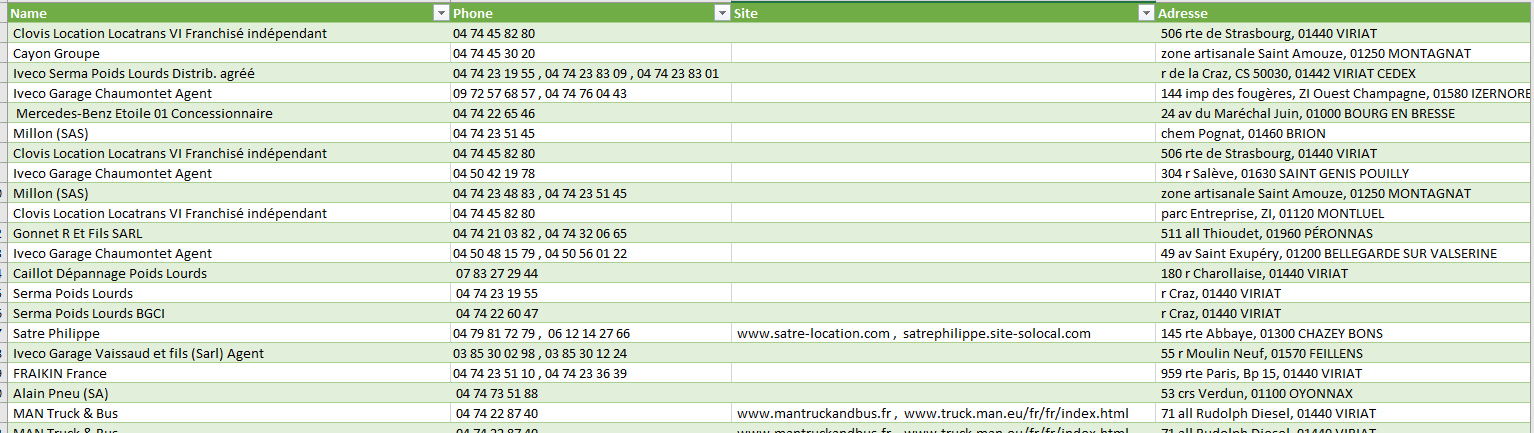 Name Phone Site Adresse
Clovis Location Locatrans VI Franchisé indépendant 04 74 45 82 80 506 rte de Strasbourg, 01440 VIRIAT
Cayon Groupe 04 74 45 30 20 zone artisanale Saint Amouze, 01250 MONTAGNAT
Iveco Serma Poids Lourds Distrib. agréé 04 74 23 19 55 , 04 74 23 83 09 , 04 74 23 83 01 r de la Craz, CS 50030, 01442 VIRIAT CEDEX
Iveco Garage Chaumontet Agent 09 72 57 68 57 , 04 74 76 04 43 144 imp des fougères, ZI Ouest Champagne, 01580 IZERNORE
Mercedes-Benz Etoile 01 Concessionnaire 04 74 22 65 46 24 av du Maréchal Juin, 01000 BOURG EN BRESSE
Millon (SAS) 04 74 23 51 45 chem Pognat, 01460 BRION
Clovis Location Locatrans VI Franchisé indépendant 04 74 45 82 80 506 rte de Strasbourg, 01440 VIRIAT
Iveco Garage Chaumontet Agent 04 50 42 19 78 304 r Salève, 01630 SAINT GENIS POUILLY
Millon (SAS) 04 74 23 48 83 , 04 74 23 51 45 zone artisanale Saint Amouze, 01250 MONTAGNAT
Clovis Location Locatrans VI Franchisé indépendant 04 74 45 82 80 parc Entreprise, ZI, 01120 MONTLUEL
Gonnet R Et Fils SARL 04 74 21 03 82 , 04 74 32 06 65 511 all Thioudet, 01960 PÉRONNAS
Iveco Garage Chaumontet Agent 04 50 48 15 79 , 04 50 56 01 22 49 av Saint Exupéry, 01200 BELLEGARDE SUR VALSERINE
Caillot Dépannage Poids Lourds 07 83 27 29 44 180 r Charollaise, 01440 VIRIAT
Serma Poids Lourds 04 74 23 19 55 r Craz, 01440 VIRIAT
Serma Poids Lourds BGCI 04 74 22 60 47 r Craz, 01440 VIRIAT
Satre Philippe 04 79 81 72 79 , 06 12 14 27 66 www.satre-location.com , satrephilippe.site-solocal.com 145 rte Abbaye, 01300 CHAZEY BONS
Iveco Garage Vaissaud et fils (Sarl) Agent 03 85 30 02 98 , 03 85 30 12 24 55 r Moulin Neuf, 01570 FEILLENS
FRAIKIN France 04 74 23 51 10 , 04 74 23 36 39 959 rte Paris, Bp 15, 01440 VIRIAT
Alain Pneu (SA) 04 74 73 51 88 53 crs Verdun, 01100 OYONNAX
MAN Truck & Bus 04 74 22 87 40 www.mantruckandbus.fr , www.truck.man.eu/fr/fr/index.html 71 all Rudolph Diesel, 01440 VIRIAT
MAN Truck & Bus 04 74 22 87 40 www.mantruckandbus.fr , www.truck.man.eu/fr/fr/index.html 71 all Rudolph Diesel, 01440 VIRIAT